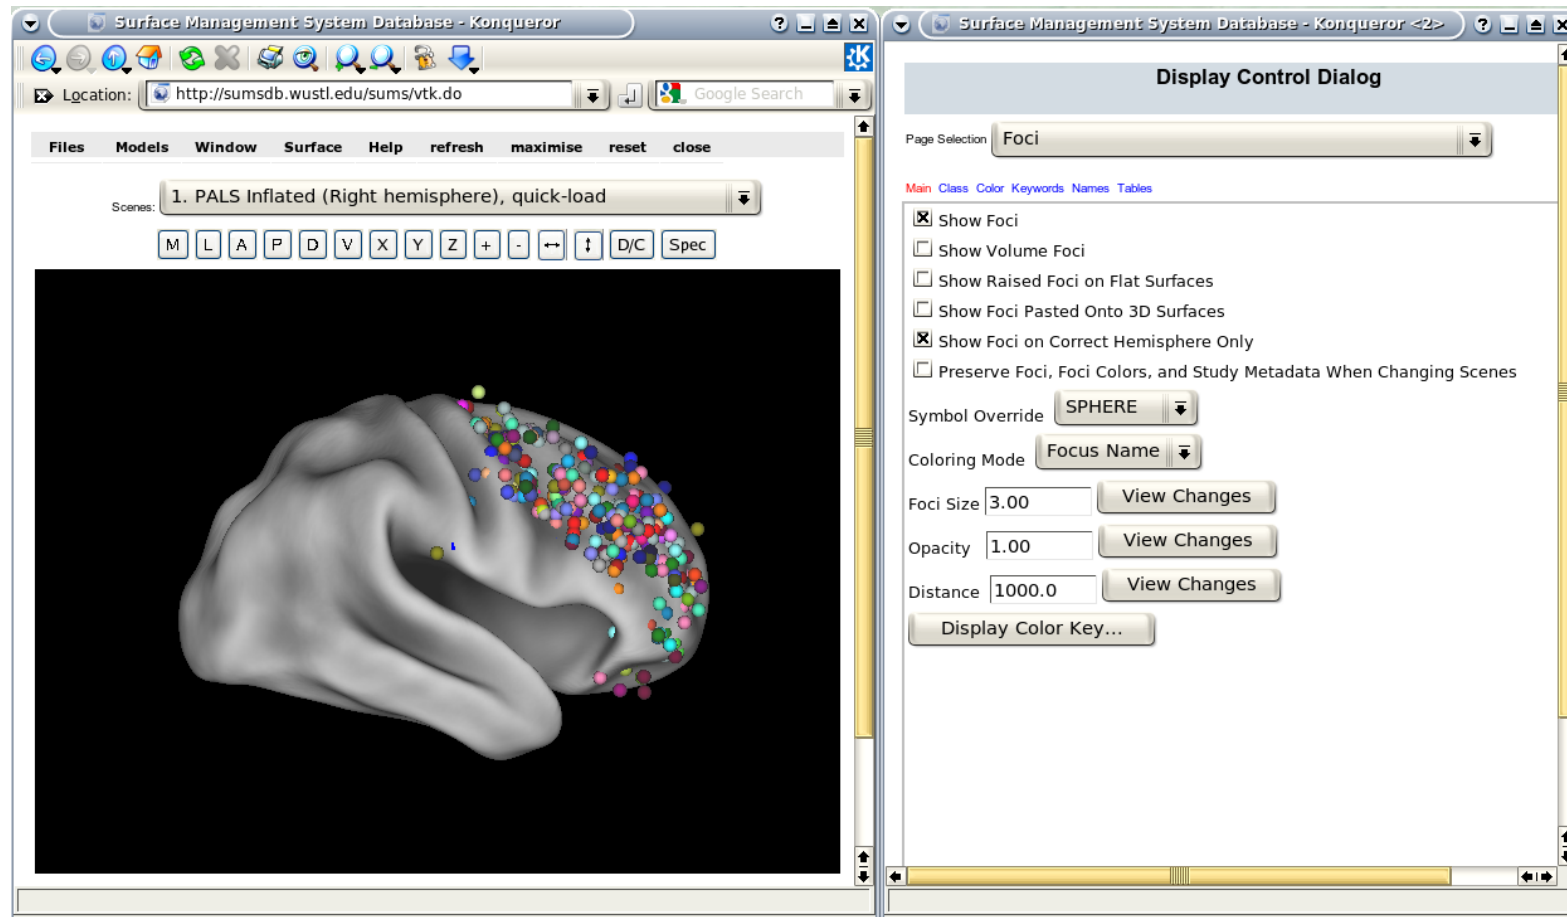 Surface Management System Database - Konqueror
?
Location: http://sumsdb.wustl.edu/sums/vtk.do
Google Search
Files Models Window Surface Help refresh maximise reset close
Scenes: 1. PALS Inflated (Right hemisphere), quick-load
M L A P D V X Y Z + - ↔ ↕ D/C Spec
Surface Management System Database - Konqueror <2>
?
Display Control Dialog
Page Selection Foci
Main Class Color Keywords Names Tables
Show Foci
Show Volume Foci
Show Raised Foci on Flat Surfaces
Show Foci Pasted Onto 3D Surfaces
Show Foci on Correct Hemisphere Only
Preserve Foci, Foci Colors, and Study Metadata When Changing Scenes
Symbol Override SPHERE
Coloring Mode Focus Name
Foci Size 3.00 View Changes
Opacity 1.00 View Changes
Distance 1000.0 View Changes
Display Color Key...